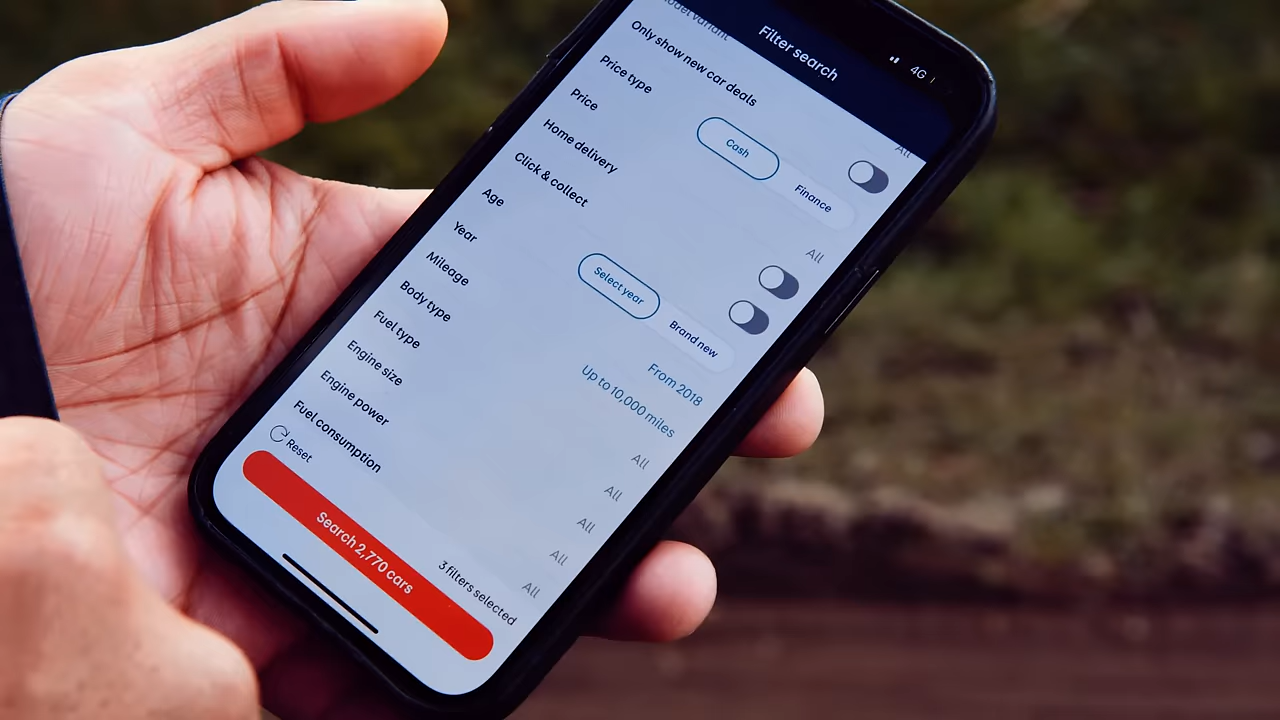 4G
Filter search
Model variant
All
Only show new car deals
Price type
Cash
Finance
Price
All
Home delivery
Click & collect
Age
Select year
Brand new
Year
From 2018
Mileage
Up to 10,000 miles
Body type
All
Fuel type
All
Engine size
All
Engine power
All
Fuel consumption
All
Reset
3 filters selected
Search 2,770 cars